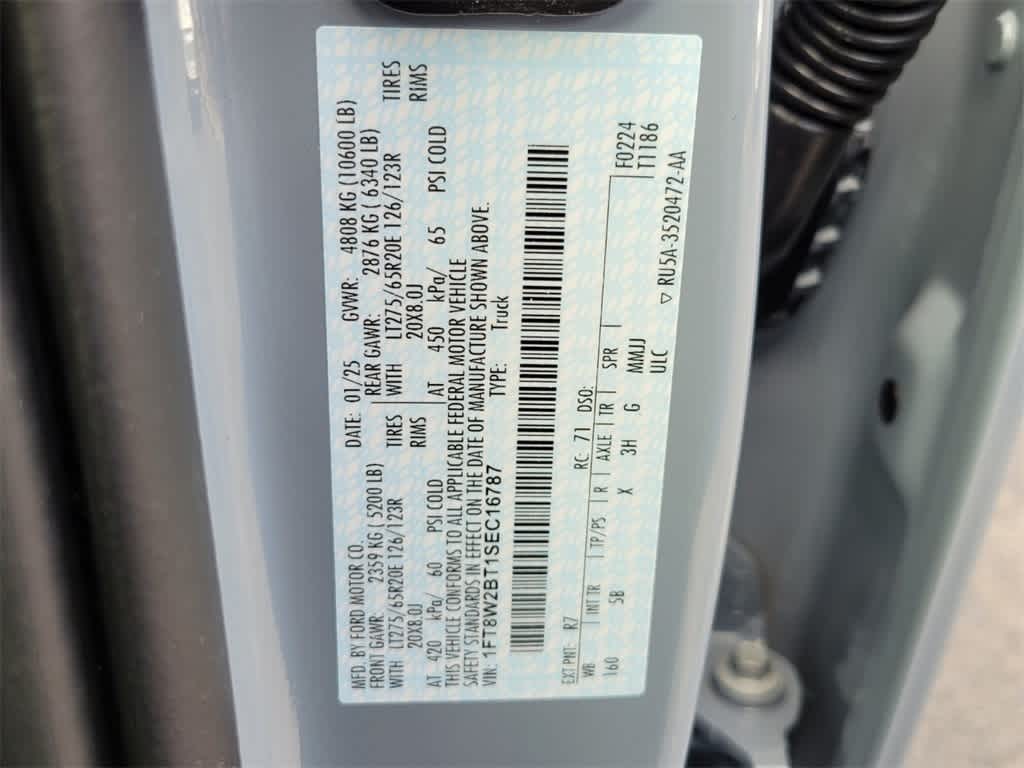 MFD. BY FORD MOTOR CO. DATE: 01/25 GVWR: 4808 KG (10600 LB)
FRONT GAWR: 2359 KG (5200 LB) REAR GAWR: 2876 KG (6340 LB)
WITH LT275/65R20E 126/123R TIRES WITH LT275/65R20E 126/123R TIRES
20X8.0J RIMS 20X8.0J RIMS
AT 420 kPa/ 60 PSI COLD AT 450 kPa/ 65 PSI COLD
THIS VEHICLE CONFORMS TO ALL APPLICABLE FEDERAL MOTOR VEHICLE
SAFETY STANDARDS IN EFFECT ON THE DATE OF MANUFACTURE SHOWN ABOVE.
VIN: 1FT8W2BT1SEC16787 TYPE: Truck
EXT PNT: R7 RC: 71 DSO: F0224
WB INT TR TP/PS R AXLE TR SPR T1186
160 5B X 3H G MMJJ
ULC ▽ RU5A-3520472-AA